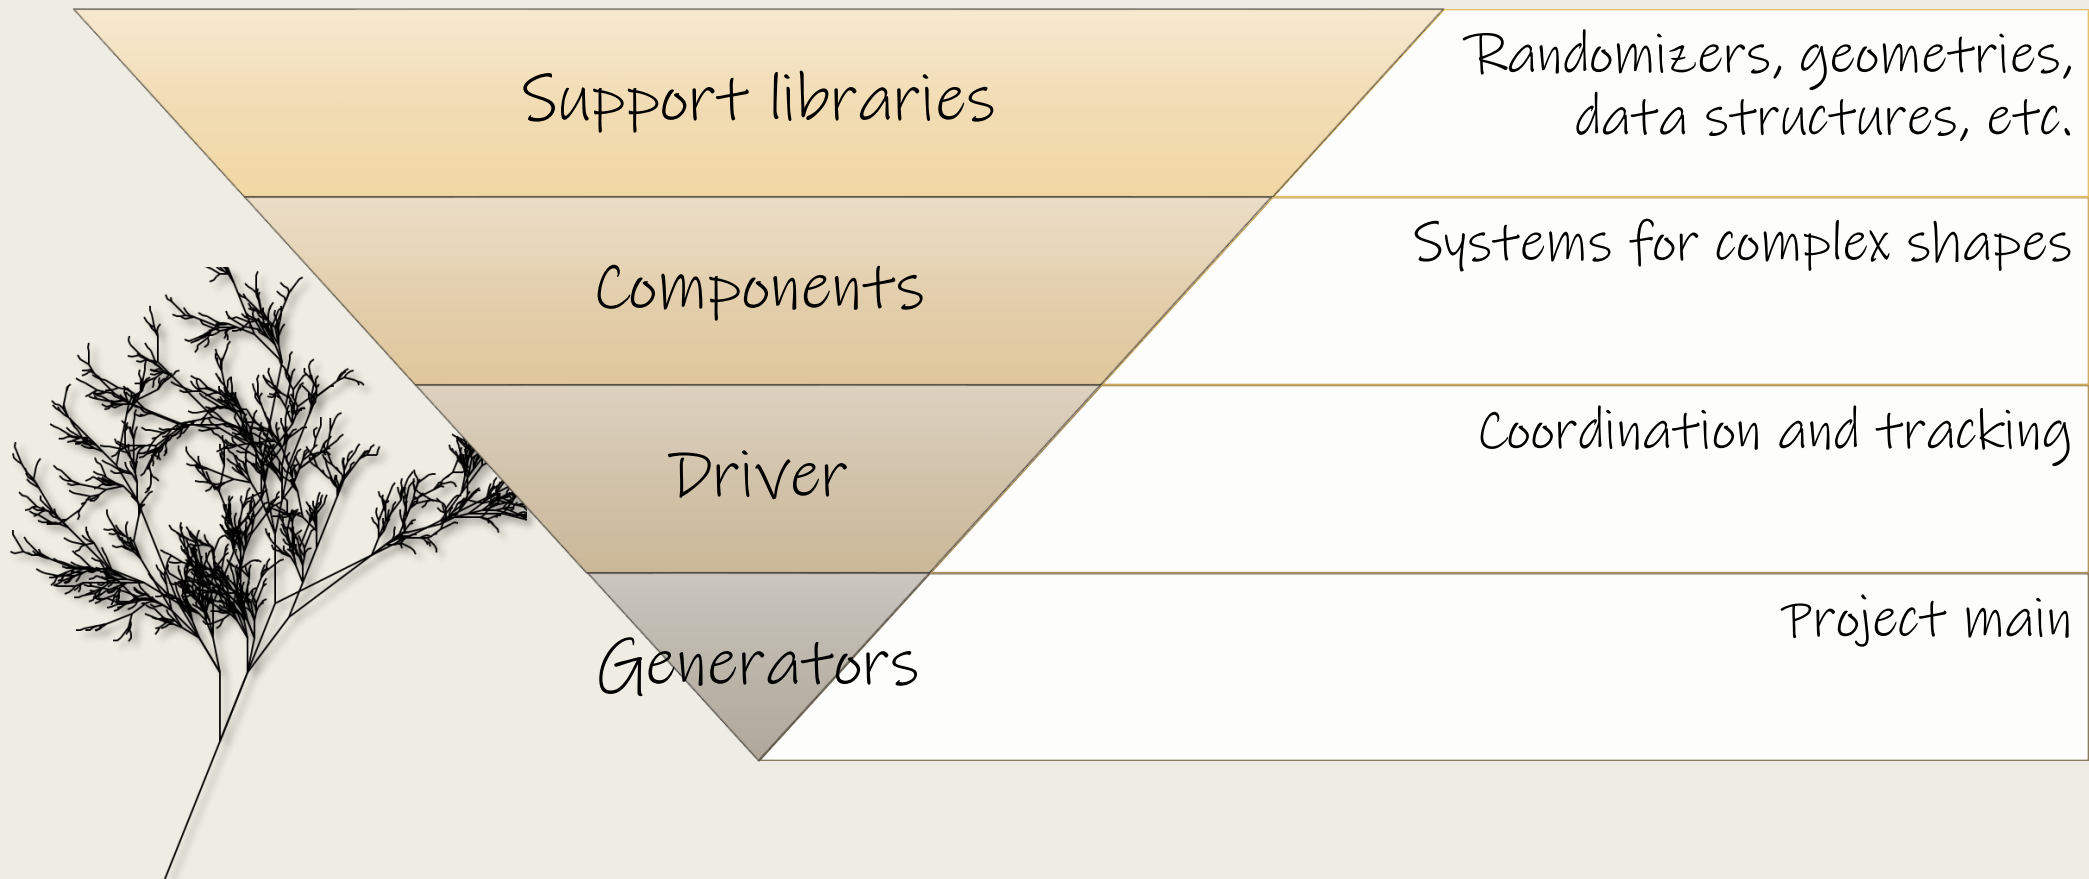 Support libraries
Randomizers, geometries,
data structures, etc.
Components
Systems for complex shapes
Driver
Coordination and tracking
Generators
Project main